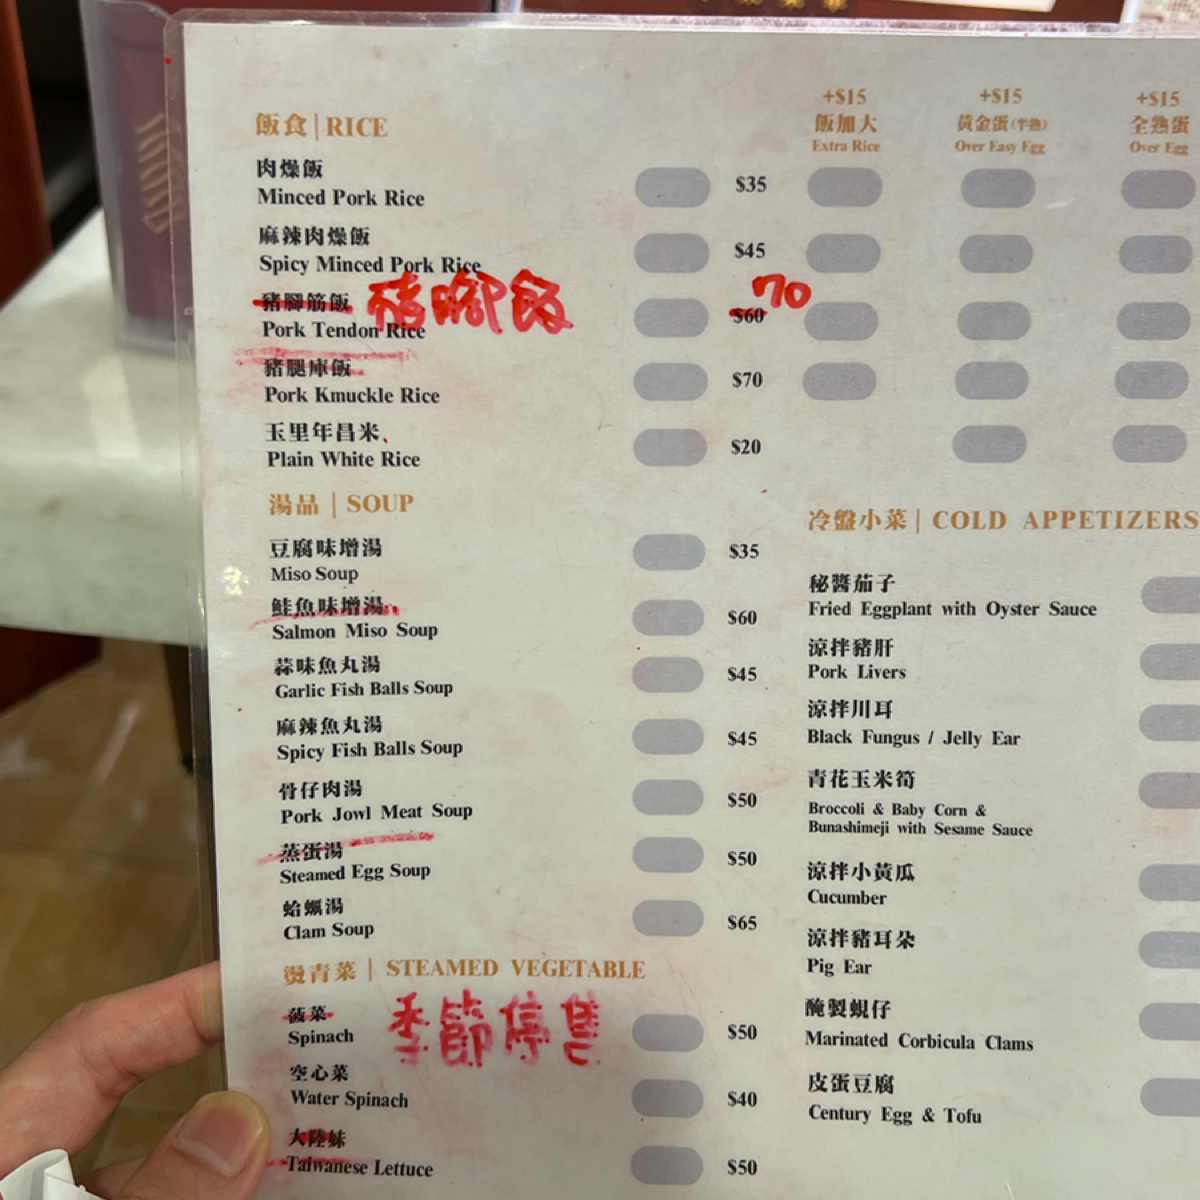 飯食 | RICE
+$15 +$15 +$15
飯加大 黃金蛋(半熟) 全熟蛋
Extra Rice Over Easy Egg Over Egg
肉燥飯
Minced Pork Rice $35
麻辣肉燥飯
Spicy Minced Pork Rice $45
豬腳筋飯 豬腳飯
Pork Tendon Rice $60 70
豬腿庫飯
Pork Kmuckle Rice $70
玉里年昌米
Plain White Rice $20
湯品 | SOUP
豆腐味增湯
Miso Soup $35
鮭魚味增湯
Salmon Miso Soup $60
蒜味魚丸湯
Garlic Fish Balls Soup $45
麻辣魚丸湯
Spicy Fish Balls Soup $45
骨仔肉湯
Pork Jowl Meat Soup $50
蒸蛋湯
Steamed Egg Soup $50
蛤蠣湯
Clam Soup $65
燙青菜 | STEAMED VEGETABLE
菠菜 季節停售
Spinach $50
空心菜
Water Spinach $40
大陸妹
Taiwanese Lettuce $50
冷盤小菜 | COLD APPETIZERS
秘醬茄子
Fried Eggplant with Oyster Sauce
涼拌豬肝
Pork Livers
涼拌川耳
Black Fungus / Jelly Ear
青花玉米筍
Broccoli & Baby Corn &
Bunashimeji with Sesame Sauce
涼拌小黃瓜
Cucumber
涼拌豬耳朵
Pig Ear
醃製蜆仔
Marinated Corbicula Clams
皮蛋豆腐
Century Egg & Tofu